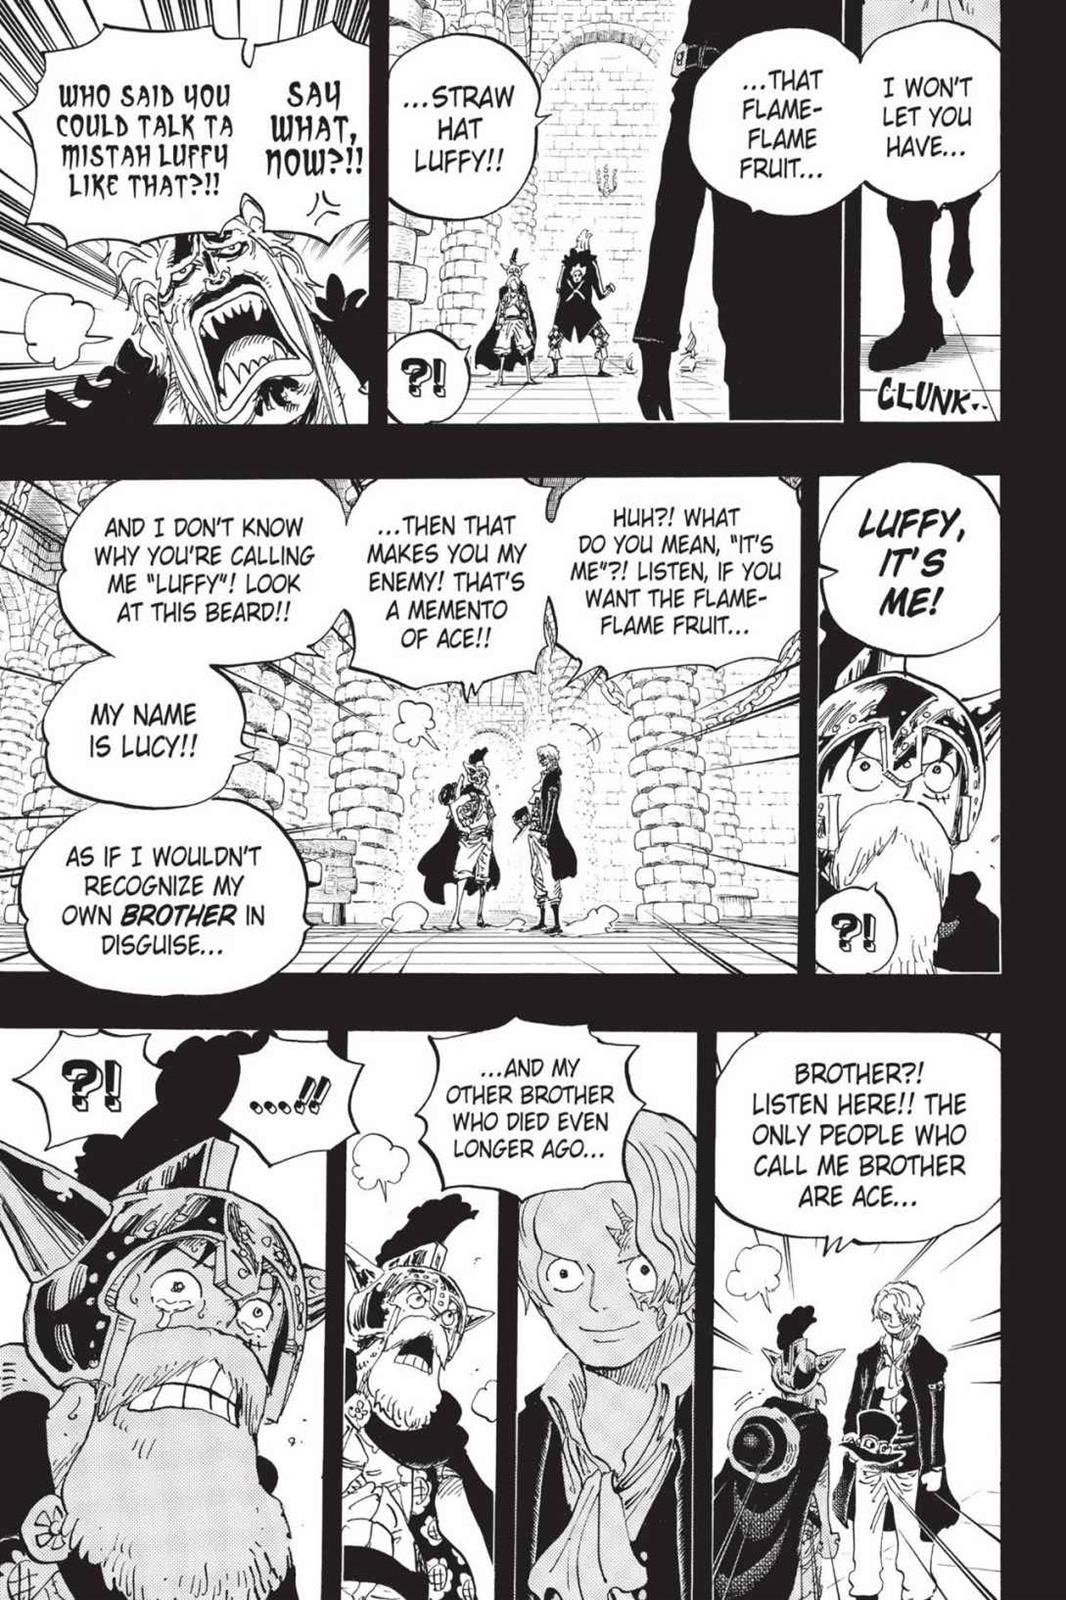 I WON'T
LET YOU
HAVE...
...THAT
FLAME-
FLAME
FRUIT...
CLUNK..
...STRAW
HAT
LUFFY!!
?!
SAY
WHAT,
NOW?!!
WHO SAID YOU
COULD TALK TA
MISTAH LUFFY
LIKE THAT?!!
LUFFY,
IT'S
ME!
?!
HUH?! WHAT
DO YOU MEAN, "IT'S
ME"?! LISTEN, IF YOU
WANT THE FLAME-
FLAME FRUIT...
...THEN THAT
MAKES YOU MY
ENEMY! THAT'S
A MEMENTO
OF ACE!!
AND I DON'T KNOW
WHY YOU'RE CALLING
ME "LUFFY"! LOOK
AT THIS BEARD!!
MY NAME
IS LUCY!!
AS IF I WOULDN'T
RECOGNIZE MY
OWN BROTHER IN
DISGUISE...
BROTHER?!
LISTEN HERE!! THE
ONLY PEOPLE WHO
CALL ME BROTHER
ARE ACE...
...AND MY
OTHER BROTHER
WHO DIED EVEN
LONGER AGO...
...!!
?!